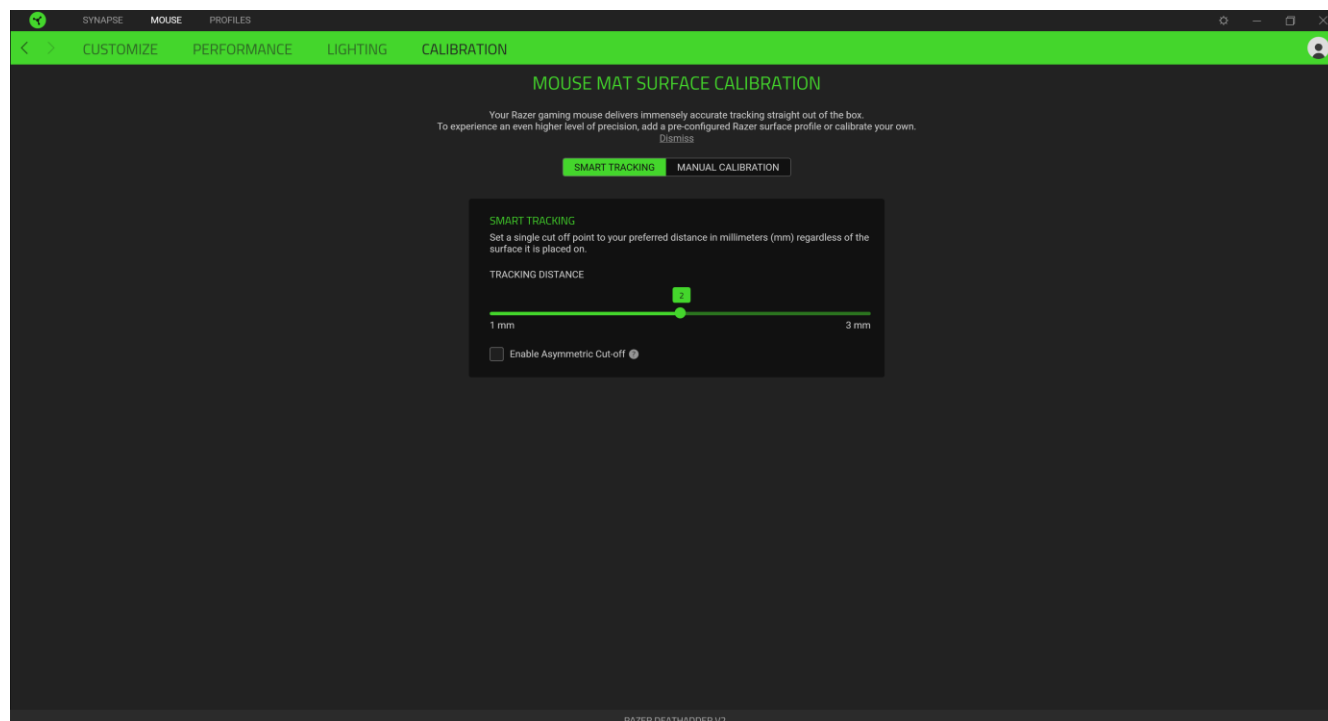 SYNAPSE MOUSE PROFILES
CUSTOMIZE PERFORMANCE LIGHTING CALIBRATION
MOUSE MAT SURFACE CALIBRATION
Your Razer gaming mouse delivers immensely accurate tracking straight out of the box.
To experience an even higher level of precision, add a pre-configured Razer surface profile or calibrate your own.
Dismiss
SMART TRACKING MANUAL CALIBRATION
SMART TRACKING
Set a single cut off point to your preferred distance in millimeters (mm) regardless of the
surface it is placed on.
TRACKING DISTANCE
2
1 mm 3 mm
Enable Asymmetric Cut-off ?
RAZER DEATHADDER V2